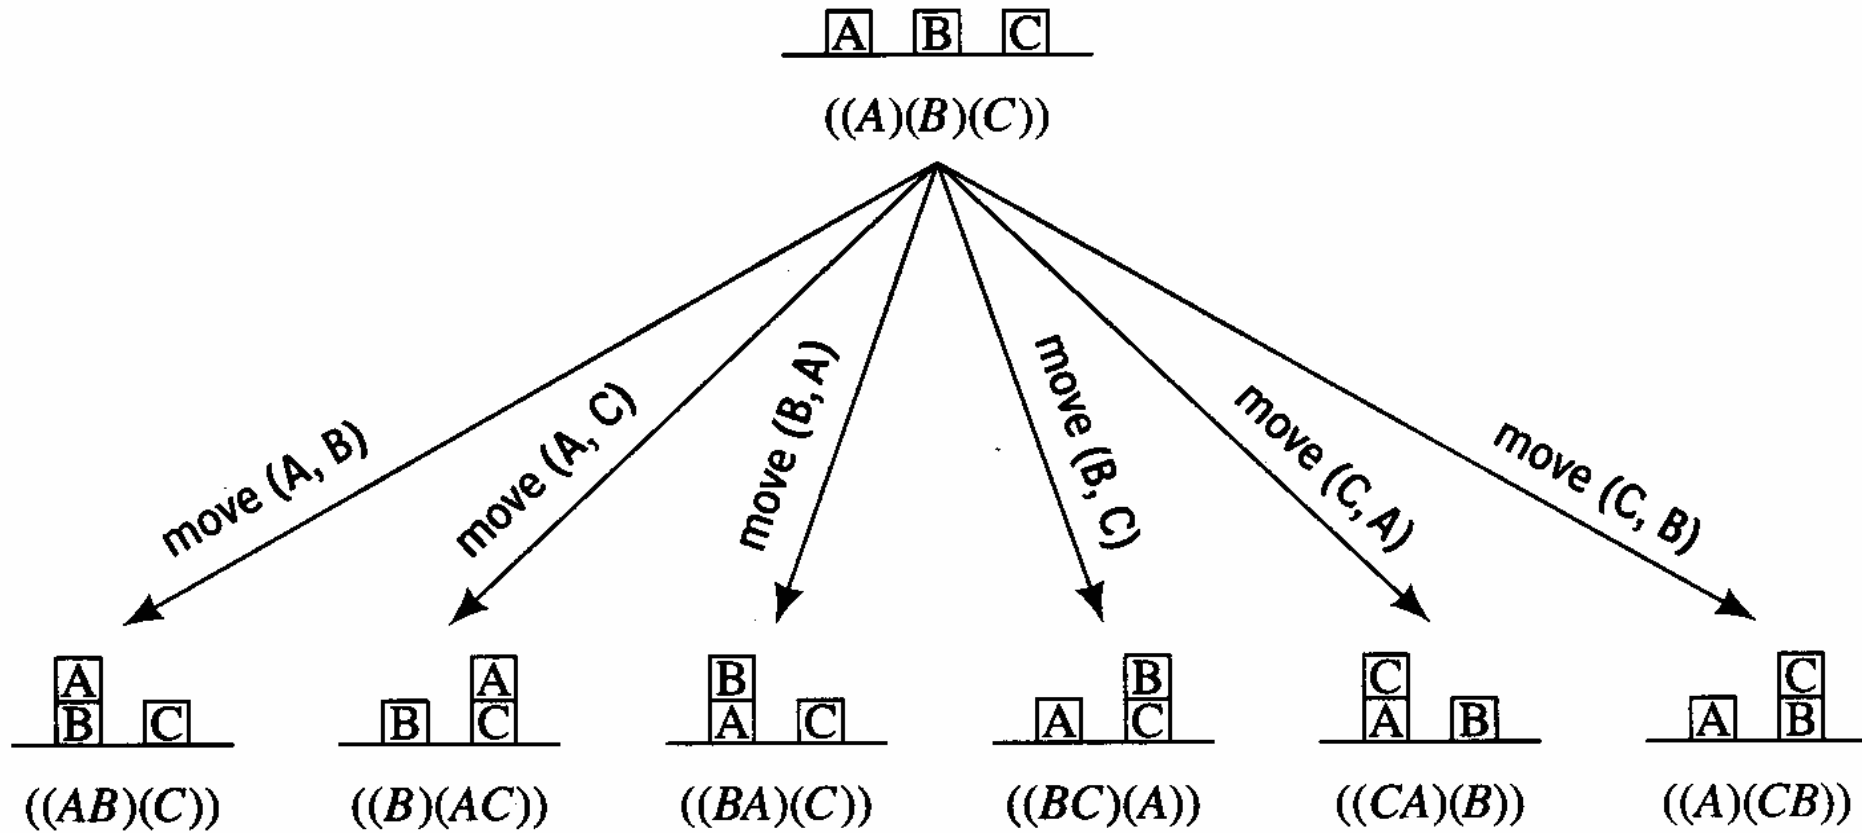 A B C
((A)(B)(C))
move (A, B)
move (A, C)
move (B, A)
move (B, C)
move (C, A)
move (C, B)
A
B C
A
B C
B
A C
B
A C
C
A B
C
A B
((AB)(C))
((B)(AC))
((BA)(C))
((BC)(A))
((CA)(B))
((A)(CB))